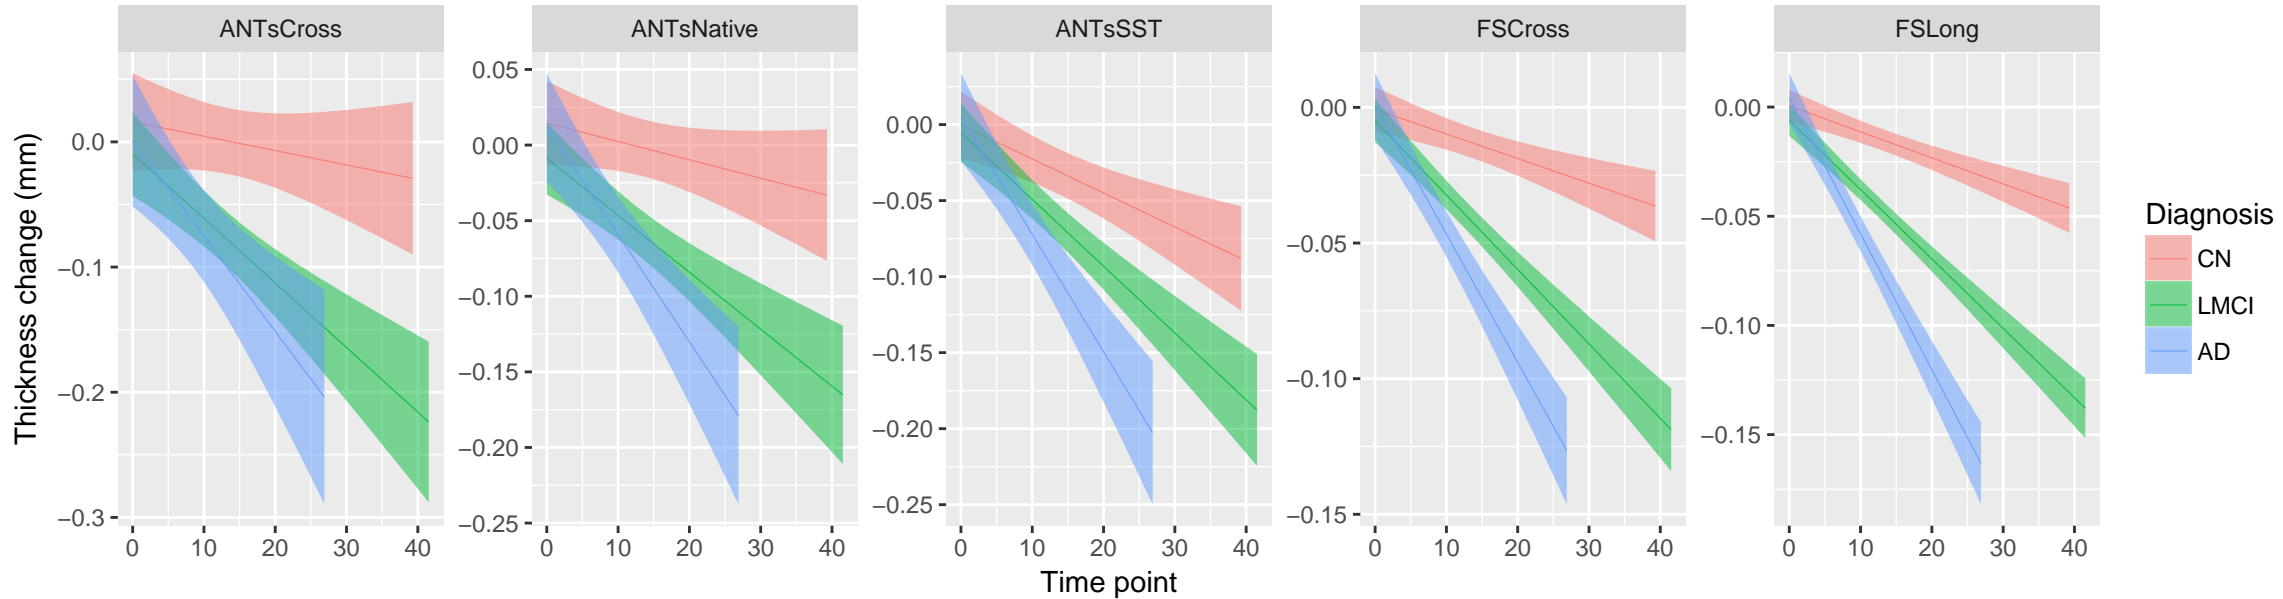 ANTsCross
ANTsNative
ANTsSST
FSCross
FSLong
Thickness change (mm)
0.0
−0.1
−0.2
−0.3
0 10 20 30 40
0.05
0.00
−0.05
−0.10
−0.15
−0.20
−0.25
0 10 20 30 40
0.00
−0.05
−0.10
−0.15
−0.20
−0.25
0 10 20 30 40
0.00
−0.05
−0.10
−0.15
0 10 20 30 40
0.00
−0.05
−0.10
−0.15
0 10 20 30 40
Time point
Diagnosis
CN
LMCI
AD